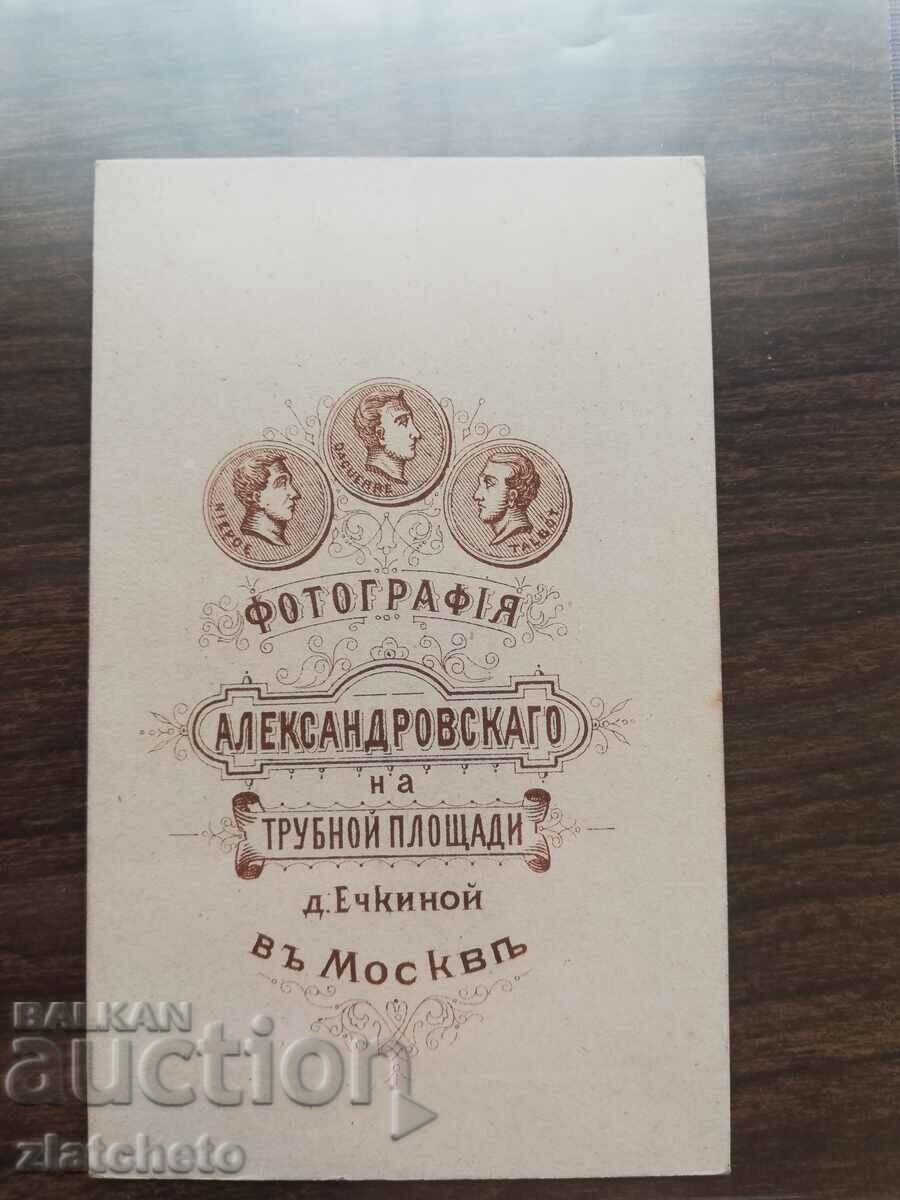 DAGUERRE
NIEPCE
TALBOT
ФОТОГРАФІЯ
АЛЕКСАНДРОВСКАГО
на
ТРУБНОЙ ПЛОЩАДИ
д. Ечкиной
въ Москвѣ
BALKAN
auction
zlatcheto